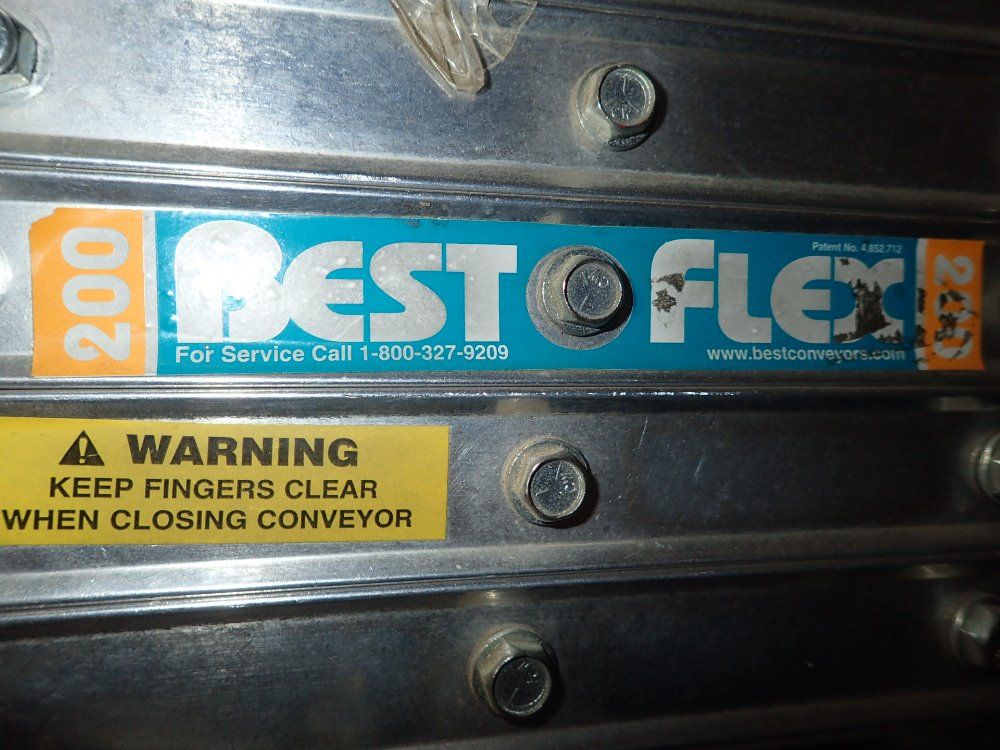 200
BEST FLEX
Patent No. 4,852,712
For Service Call 1-800-327-9209
www.bestconveyors.com
200
WARNING
KEEP FINGERS CLEAR
WHEN CLOSING CONVEYOR